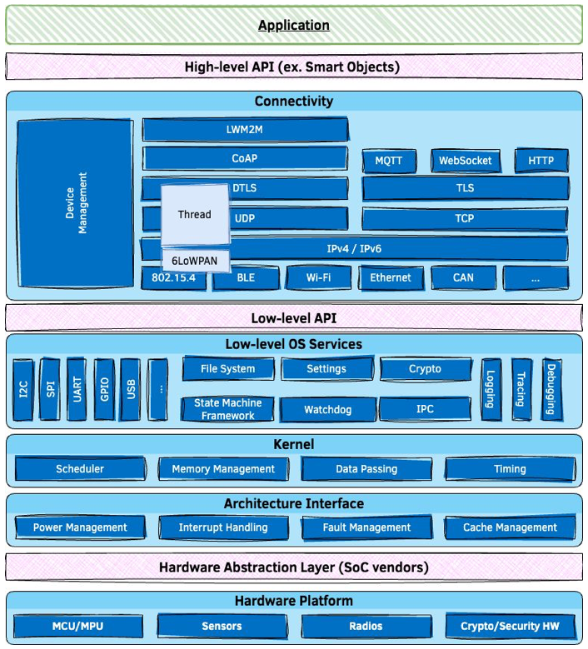 Application
High-level API (ex. Smart Objects)
Connectivity
Device
Management
LWM2M
CoAP
MQTT
WebSocket
HTTP
DTLS
TLS
Thread
UDP
TCP
IPv4 / IPv6
6LoWPAN
802.15.4
BLE
Wi-Fi
Ethernet
CAN
...
Low-level API
Low-level OS Services
I2C
SPI
UART
GPIO
USB
...
File System
Settings
Crypto
State Machine
Framework
Watchdog
IPC
Logging
Tracing
Debugging
Kernel
Scheduler
Memory Management
Data Passing
Timing
Architecture Interface
Power Management
Interrupt Handling
Fault Management
Cache Management
Hardware Abstraction Layer (SoC vendors)
Hardware Platform
MCU/MPU
Sensors
Radios
Crypto/Security HW